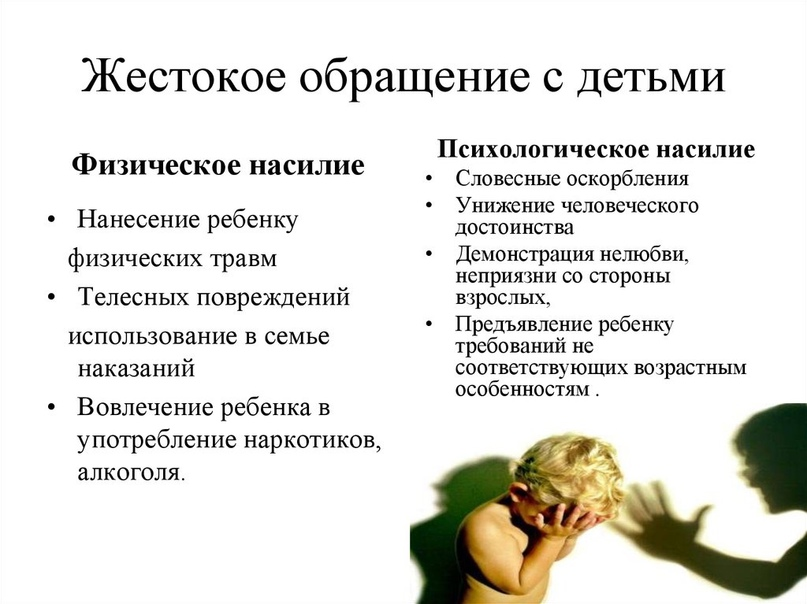 Жестокое обращение с детьми
Физическое насилие
• Нанесение ребенку
физических травм
• Телесных повреждений
использование в семье
наказаний
• Вовлечение ребенка в
употребление наркотиков,
алкоголя.
Психологическое насилие
• Словесные оскорбления
• Унижение человеческого
достоинства
• Демонстрация нелюбви,
неприязни со стороны
взрослых,
• Предъявление ребенку
требований не
соответствующих возрастным
особенностям .